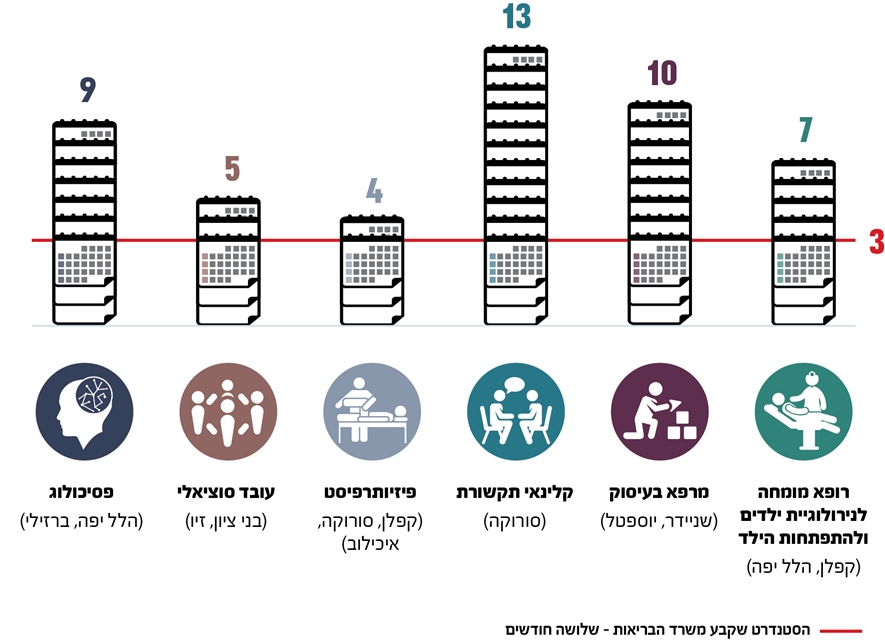 13
10
9
7
5
4
3
רופא מומחה
לנירולוגיית ילדים
ולהתפתחות הילד
(קפלן, הלל יפה)
מרפא בעיסוק
(שניידר, יוספטל)
קלינאי תקשורת
(סורוקה)
פיזיותרפיסט
(קפלן, סורוקה,
איכילוב)
עובד סוציאלי
(בני ציון, זיו)
פסיכולוג
(הלל יפה, ברזילי)
הסטנדרט שקבע משרד הבריאות - שלושה חודשים